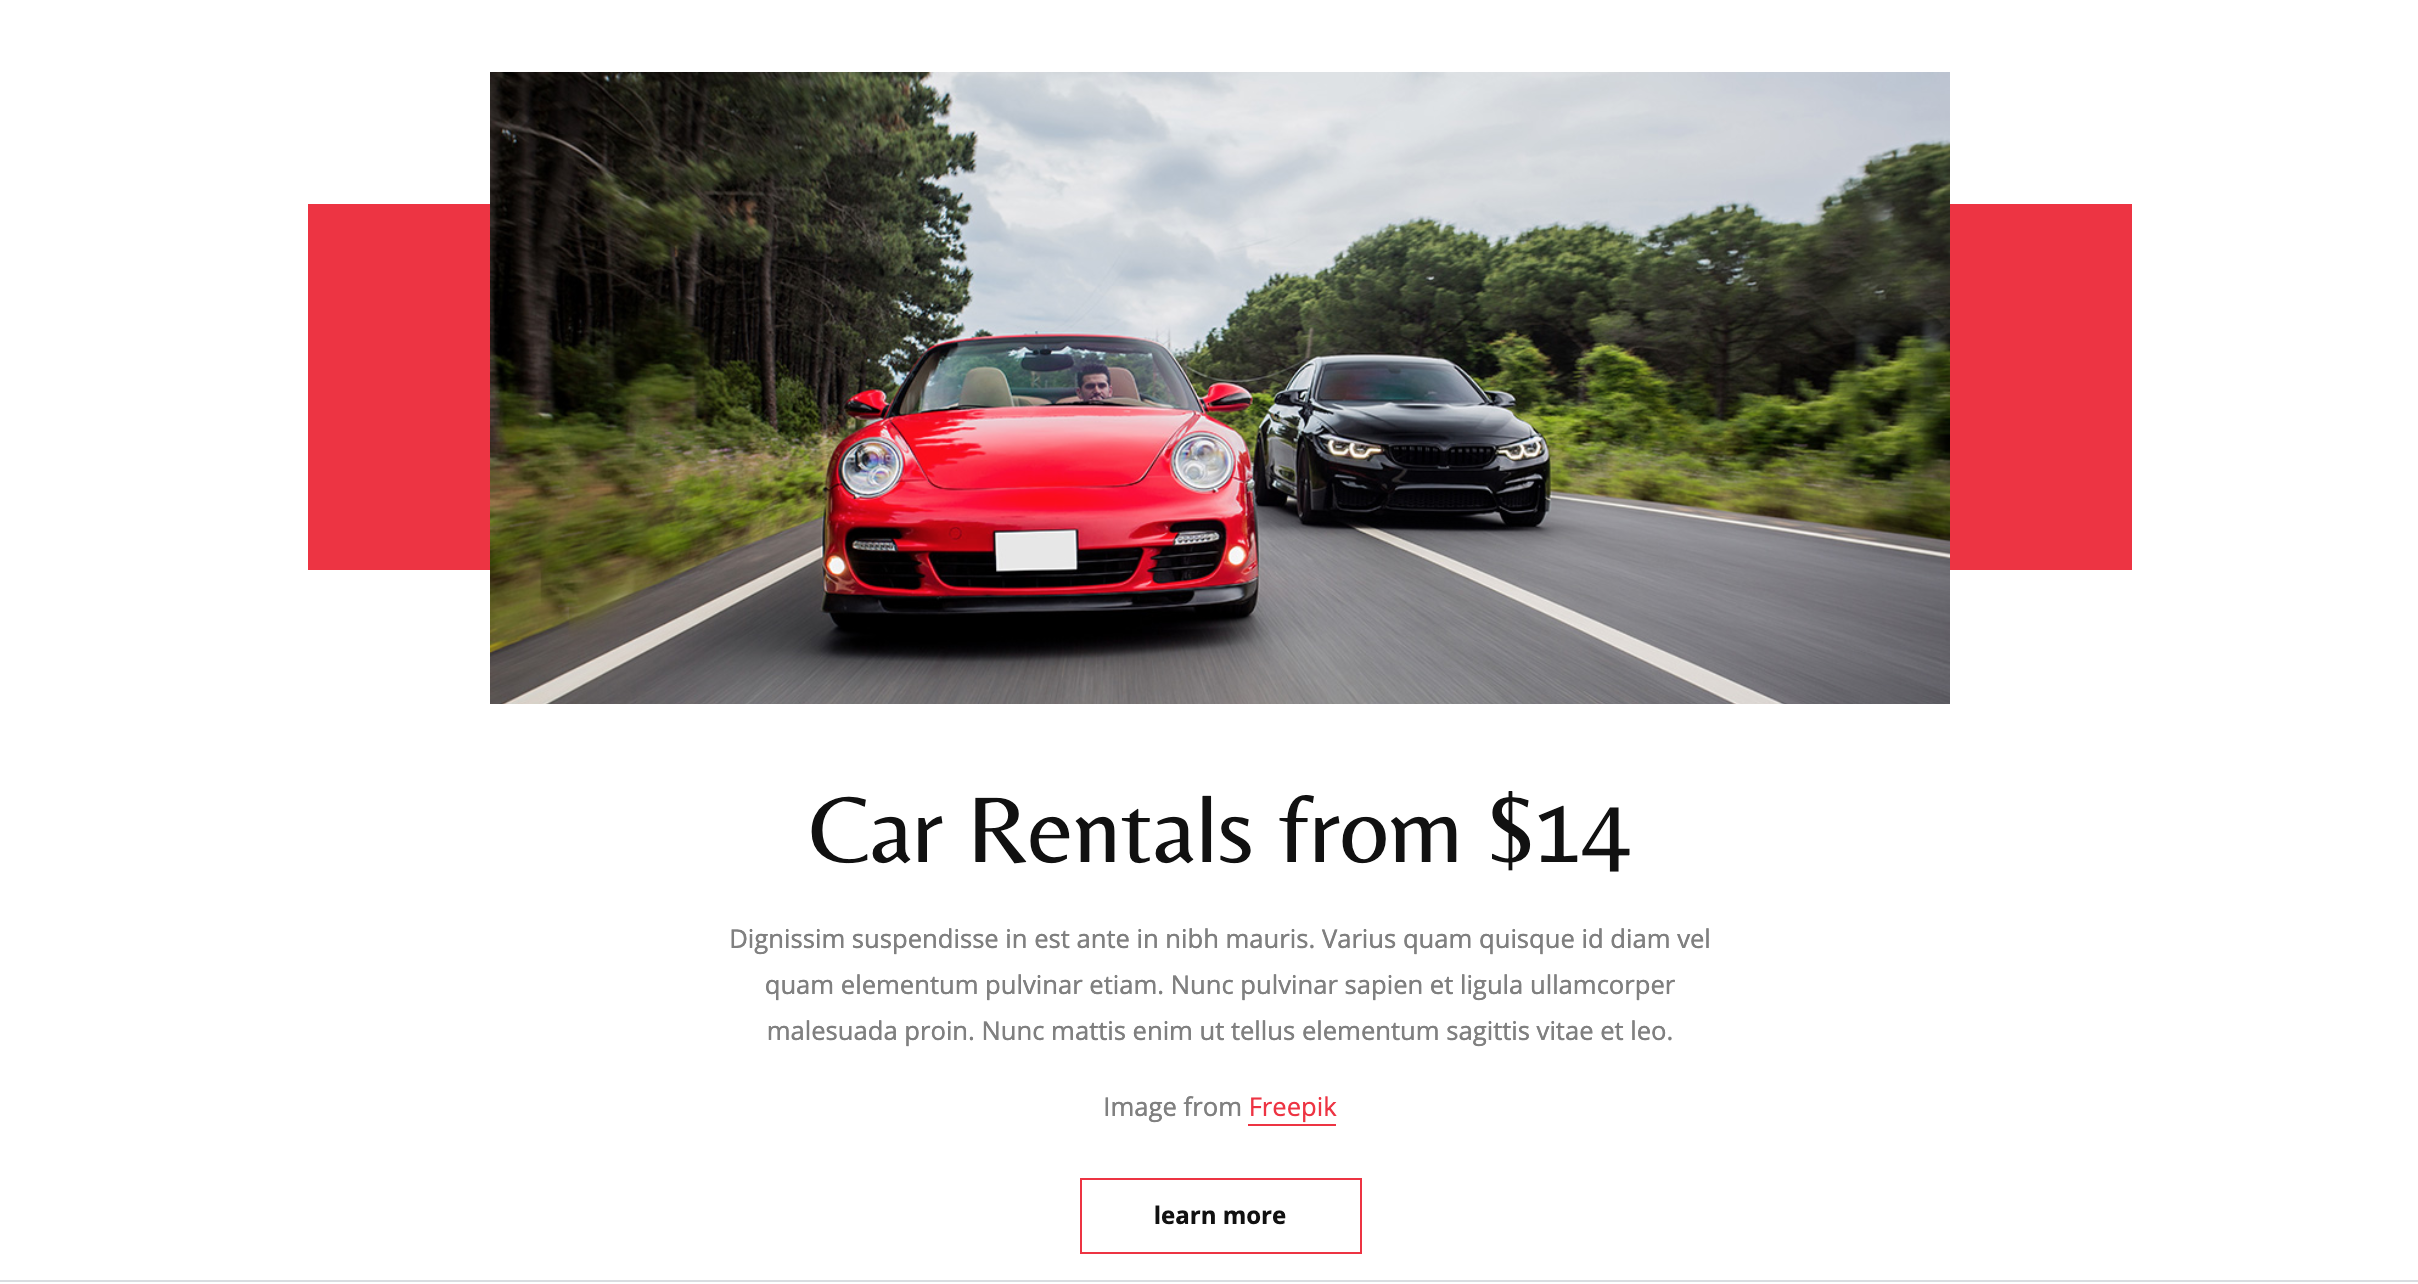 Car Rentals from $14
Dignissim suspendisse in est ante in nibh mauris. Varius quam quisque id diam vel
quam elementum pulvinar etiam. Nunc pulvinar sapien et ligula ullamcorper
malesuada proin. Nunc mattis enim ut tellus elementum sagittis vitae et leo.
Image from Freepik
learn more